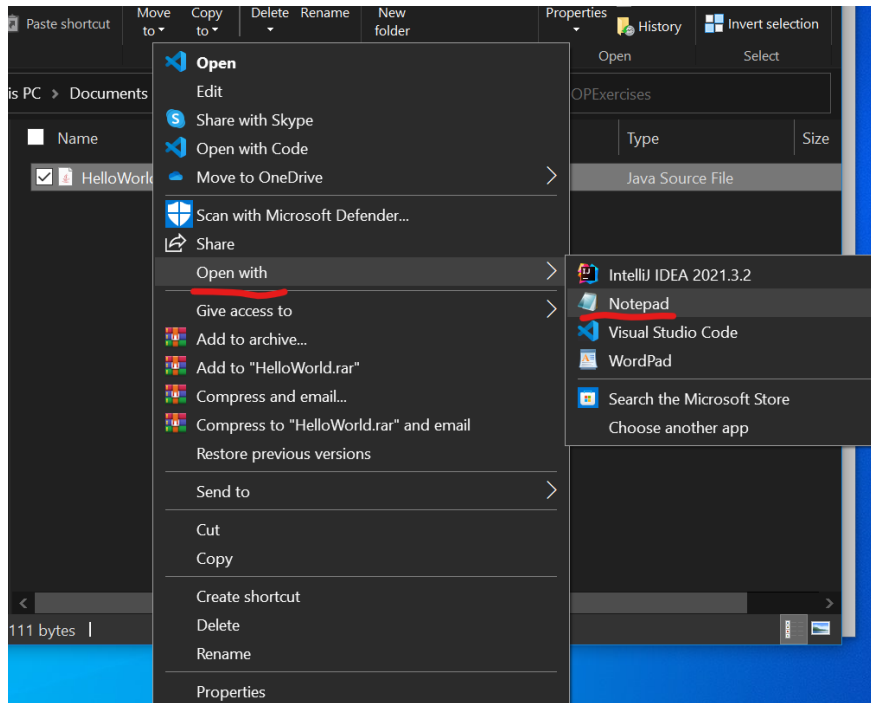 Paste shortcut
Move to
Copy to
Delete
Rename
New folder
Properties
History
Invert selection
Open
Select
is PC > Documents
OPExercises
Name
Type
Size
HelloWorld
Java Source File
Open
Edit
Share with Skype
Open with Code
Move to OneDrive
Scan with Microsoft Defender...
Share
Open with
Give access to
Add to archive...
Add to "HelloWorld.rar"
Compress and email...
Compress to "HelloWorld.rar" and email
Restore previous versions
Send to
Cut
Copy
Create shortcut
Delete
Rename
Properties
IntelliJ IDEA 2021.3.2
Notepad
Visual Studio Code
WordPad
Search the Microsoft Store
Choose another app
111 bytes